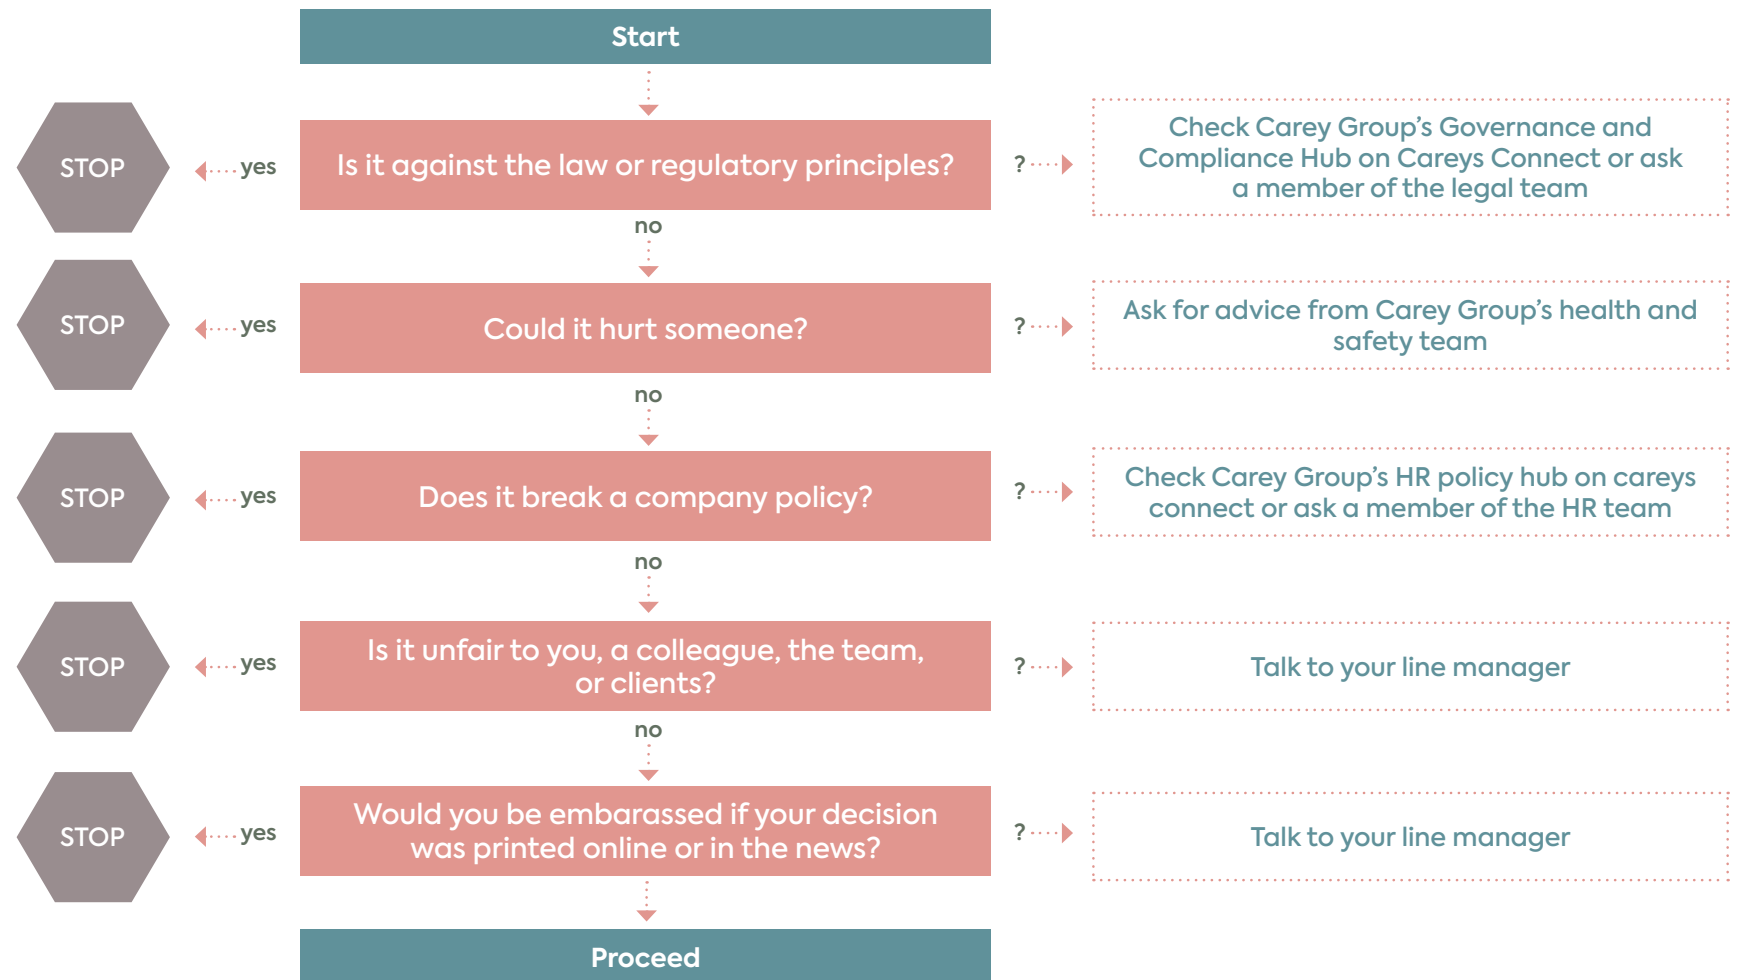 Start
STOP
yes
Is it against the law or regulatory principles?
?
Check Carey Group's Governance and
Compliance Hub on Careys Connect or ask
a member of the legal team
no
STOP
yes
Could it hurt someone?
?
Ask for advice from Carey Group's health and
safety team
no
STOP
yes
Does it break a company policy?
?
Check Carey Group's HR policy hub on careys
connect or ask a member of the HR team
no
STOP
yes
Is it unfair to you, a colleague, the team,
or clients?
?
Talk to your line manager
no
STOP
yes
Would you be embarassed if your decision
was printed online or in the news?
?
Talk to your line manager
Proceed